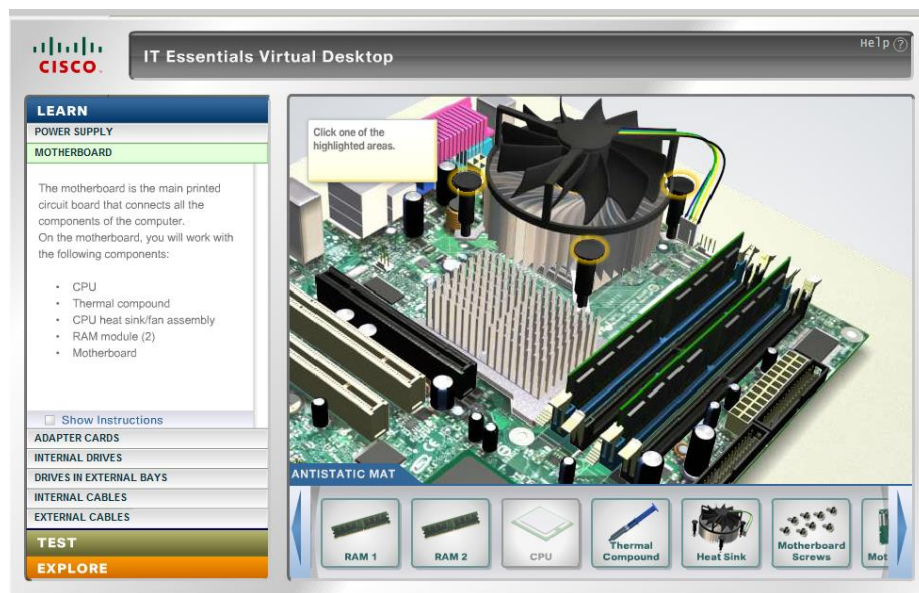 CISCO
IT Essentials Virtual Desktop
Help ?
LEARN
POWER SUPPLY
MOTHERBOARD
The motherboard is the main printed
circuit board that connects all the
components of the computer.
On the motherboard, you will work with
the following components:
• CPU
• Thermal compound
• CPU heat sink/fan assembly
• RAM module (2)
• Motherboard
Show Instructions
ADAPTER CARDS
INTERNAL DRIVES
DRIVES IN EXTERNAL BAYS
INTERNAL CABLES
EXTERNAL CABLES
TEST
EXPLORE
Click one of the
highlighted areas.
ANTISTATIC MAT
RAM 1
RAM 2
CPU
Thermal
Compound
Heat Sink
Motherboard
Screws
Mot